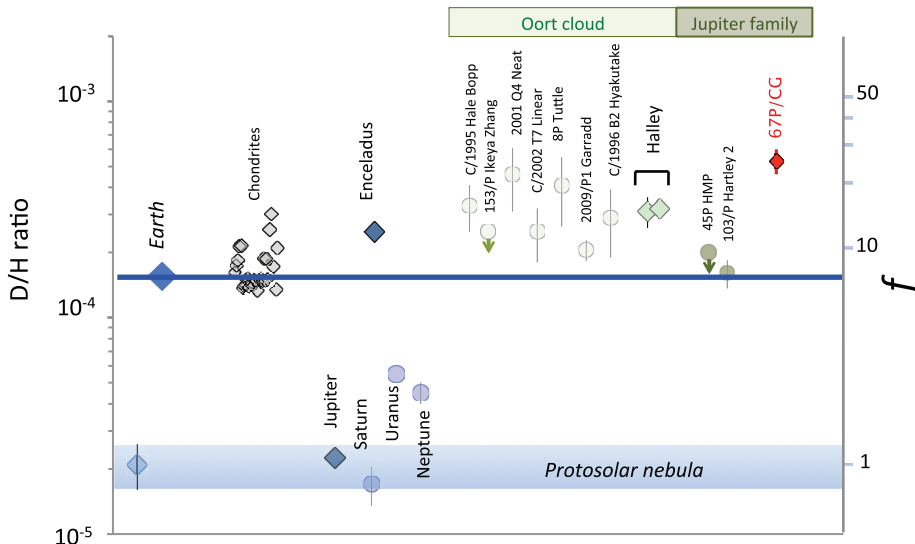 Oort cloud
Jupiter family
10⁻³
10⁻⁴
10⁻⁵
D/H ratio
50
10
1
f
Earth
Chondrites
Enceladus
C/1995 Hale Bopp
153/P Ikeya Zhang
2001 Q4 Neat
C/2002 T7 Linear
8P Tuttle
2009/P1 Garradd
C/1996 B2 Hyakutake
Halley
45P HMP
103/P Hartley 2
67P/CG
Jupiter
Saturn
Uranus
Neptune
Protosolar nebula